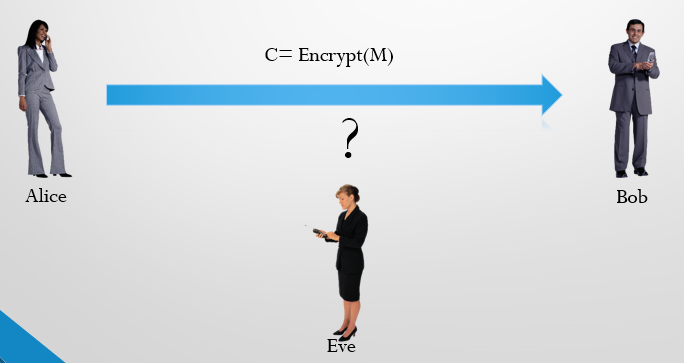 C= Encrypt(M)
?
Alice
Bob
Eve